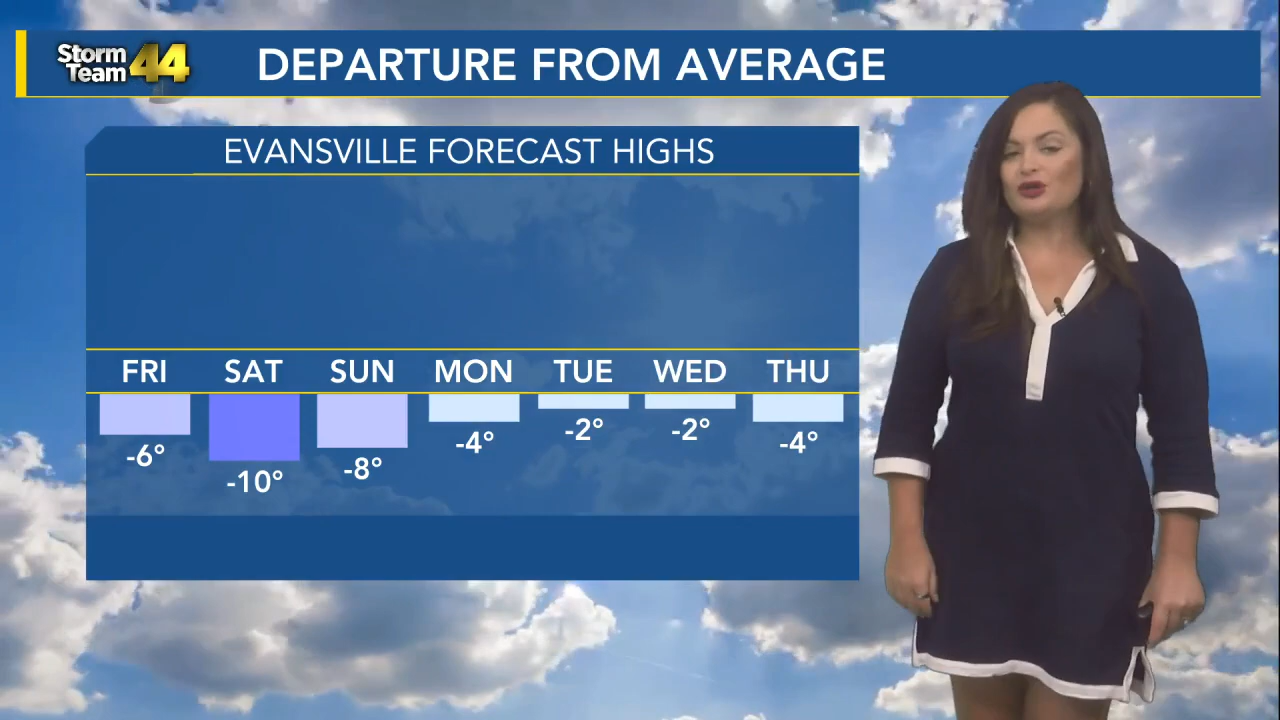 Storm
Team 44
DEPARTURE FROM AVERAGE
EVANSVILLE FORECAST HIGHS
FRI SAT SUN MON TUE WED THU
-6° -10° -8° -4° -2° -2° -4°